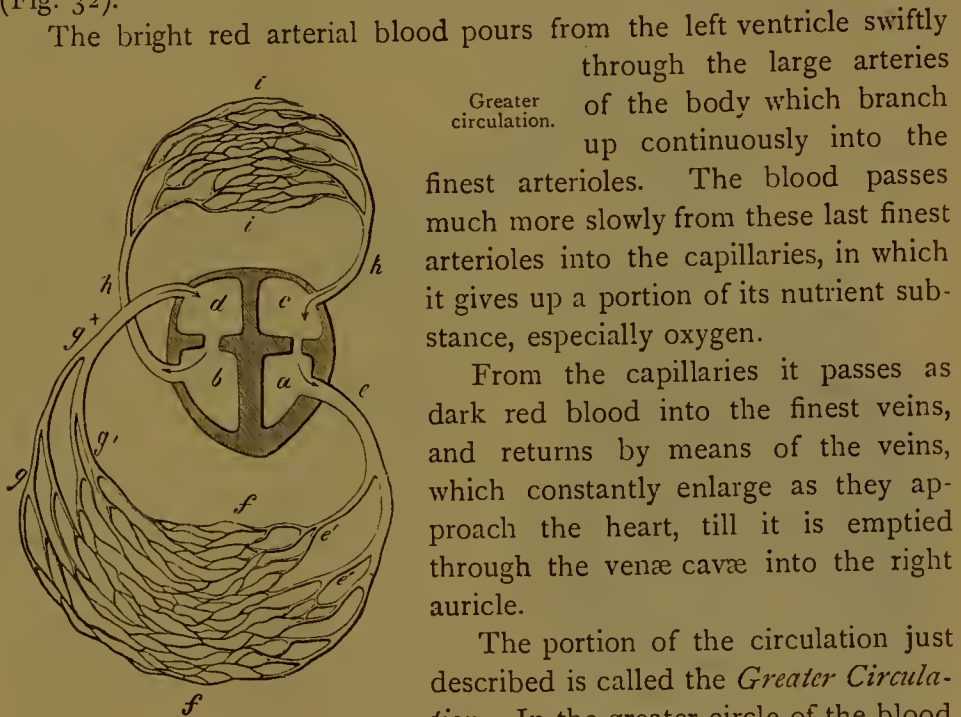 (Fig. 32).
The bright red arterial blood pours from the left ventricle swiftly
through the large arteries
Greater
circulation.
of the body which branch
up continuously into the
finest arterioles. The blood passes
much more slowly from these last finest
arterioles into the capillaries, in which
it gives up a portion of its nutrient sub-
stance, especially oxygen.
From the capillaries it passes as
dark red blood into the finest veins,
and returns by means of the veins,
which constantly enlarge as they ap-
proach the heart, till it is emptied
through the venæ cavæ into the right
auricle.
The portion of the circulation just
described is called the Greater Circula-
tion. In the greater circle of the blood
i
i
h
h
d
c
g+
b
a
e
g'
g
f
e'
e"
f